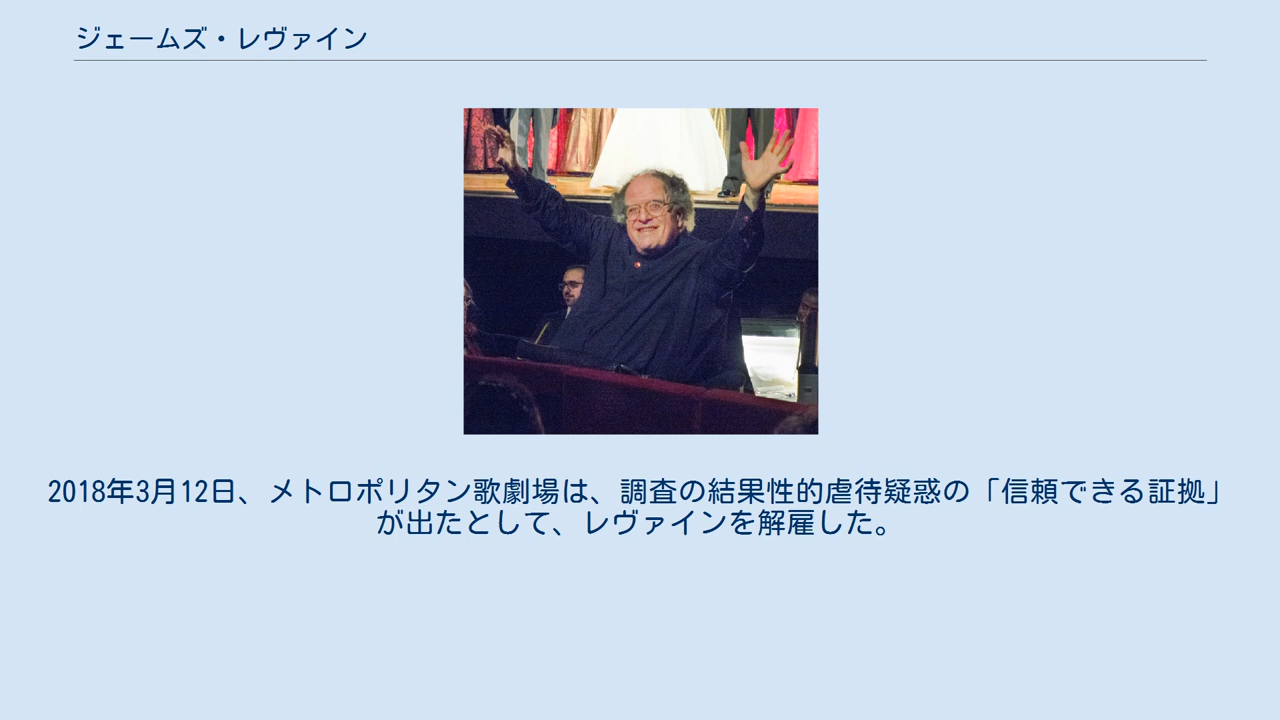 ジェームズ・レヴァイン
2018年3月12日、メトロポリタン歌劇場は、調査の結果性的虐待疑惑の「信頼できる証拠」
が出たとして、レヴァインを解雇した。